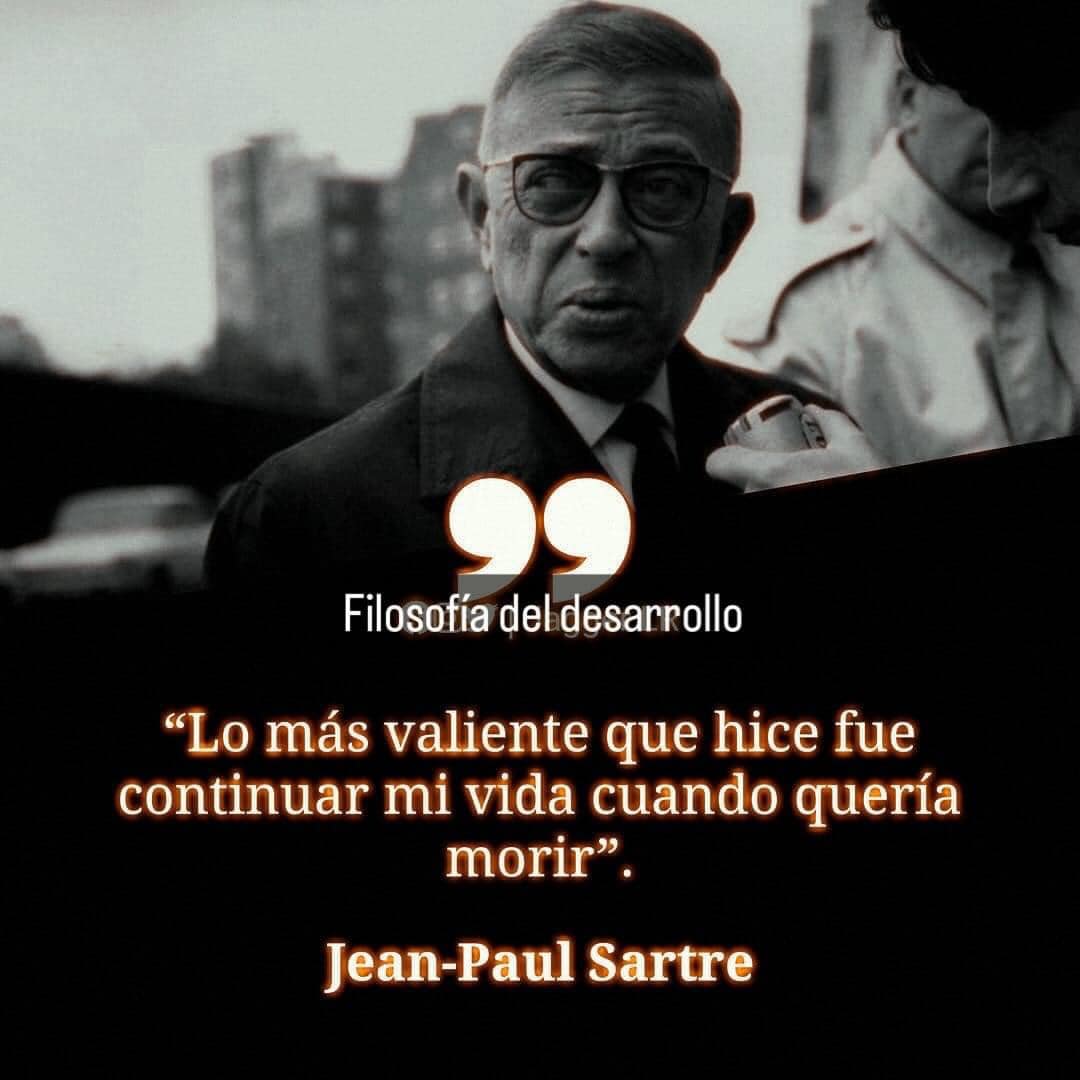 Filosofía del desarrollo
“Lo más valiente que hice fue
continuar mi vida cuando quería
morir”.
Jean-Paul Sartre